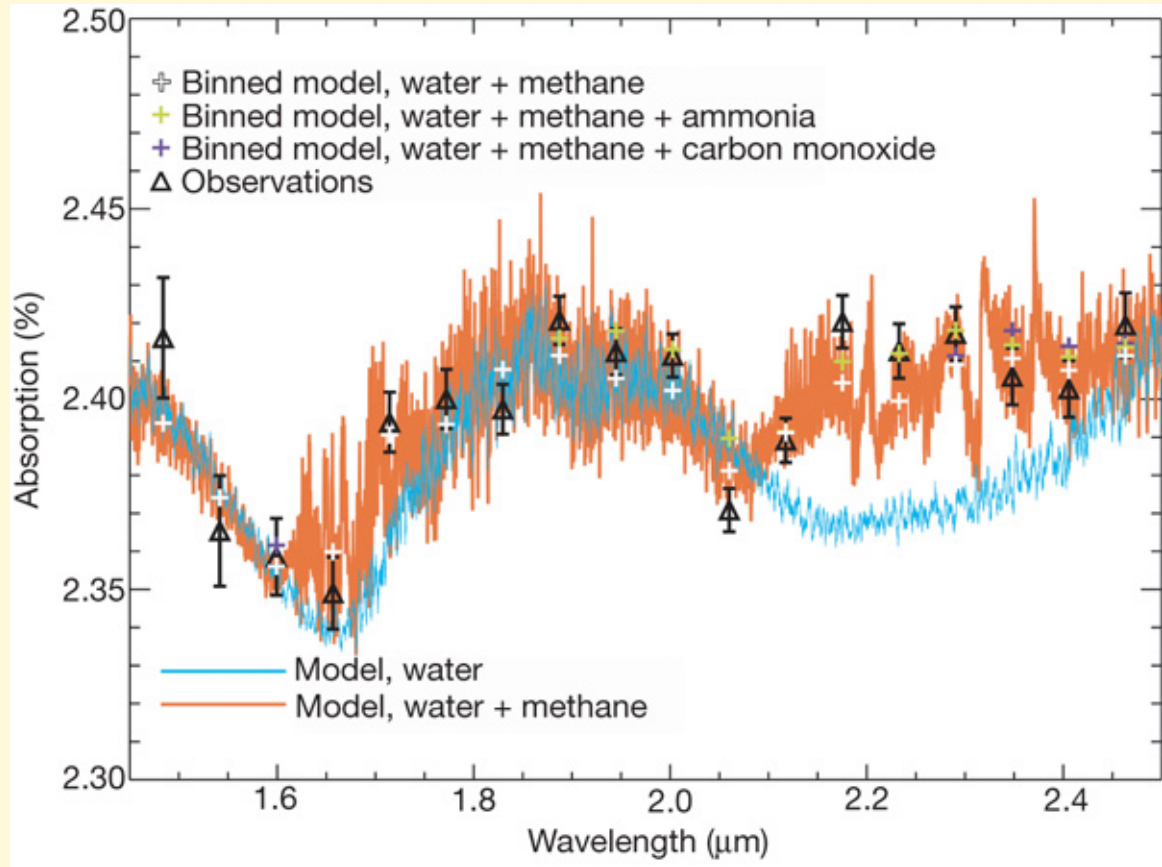 2.50
Binned model, water + methane
Binned model, water + methane + ammonia
Binned model, water + methane + carbon monoxide
Observations
2.45
Absorption (%)
2.40
2.35
Model, water
Model, water + methane
2.30
1.6 1.8 2.0 2.2 2.4
Wavelength (μm)